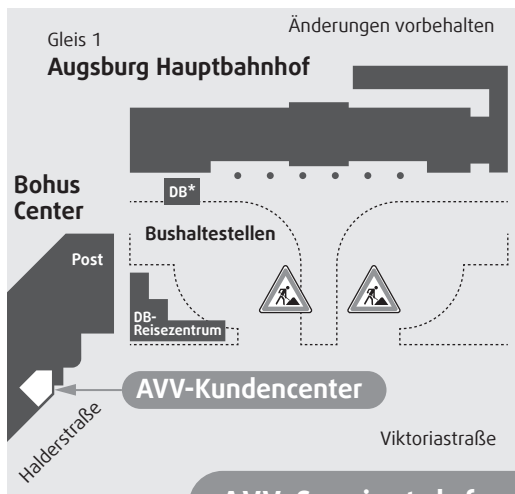 Änderungen vorbehalten
Gleis 1
Augsburg Hauptbahnhof
DB*
Bohus
Center
Bushaltestellen
Post
DB-
Reisezentrum
AVV-Kundencenter
Halderstraße
Viktoriastraße